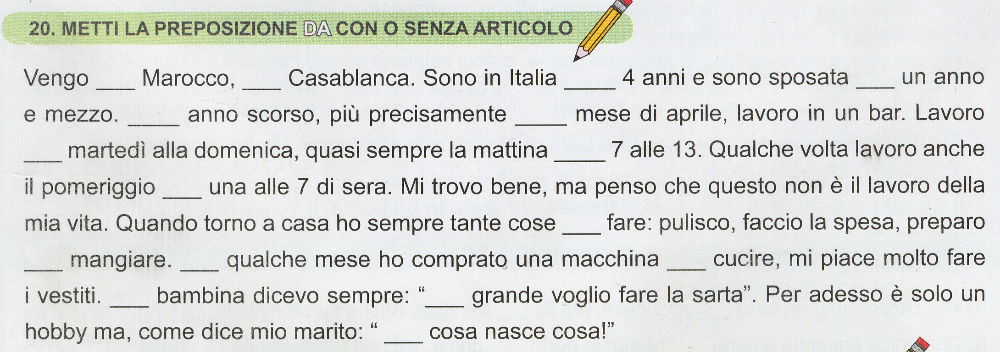 20. METTI LA PREPOSIZIONE DA CON O SENZA ARTICOLO
Vengo ___ Marocco, ___ Casablanca. Sono in Italia ____ 4 anni e sono sposata ___ un anno
e mezzo. ____ anno scorso, più precisamente ____ mese di aprile, lavoro in un bar. Lavoro
___ martedì alla domenica, quasi sempre la mattina ____ 7 alle 13. Qualche volta lavoro anche
il pomeriggio ___ una alle 7 di sera. Mi trovo bene, ma penso che questo non è il lavoro della
mia vita. Quando torno a casa ho sempre tante cose ___ fare: pulisco, faccio la spesa, preparo
___ mangiare. ___ qualche mese ho comprato una macchina ___ cucire, mi piace molto fare
i vestiti. ___ bambina dicevo sempre: “___ grande voglio fare la sarta”. Per adesso è solo un
hobby ma, come dice mio marito: “___ cosa nasce cosa!”